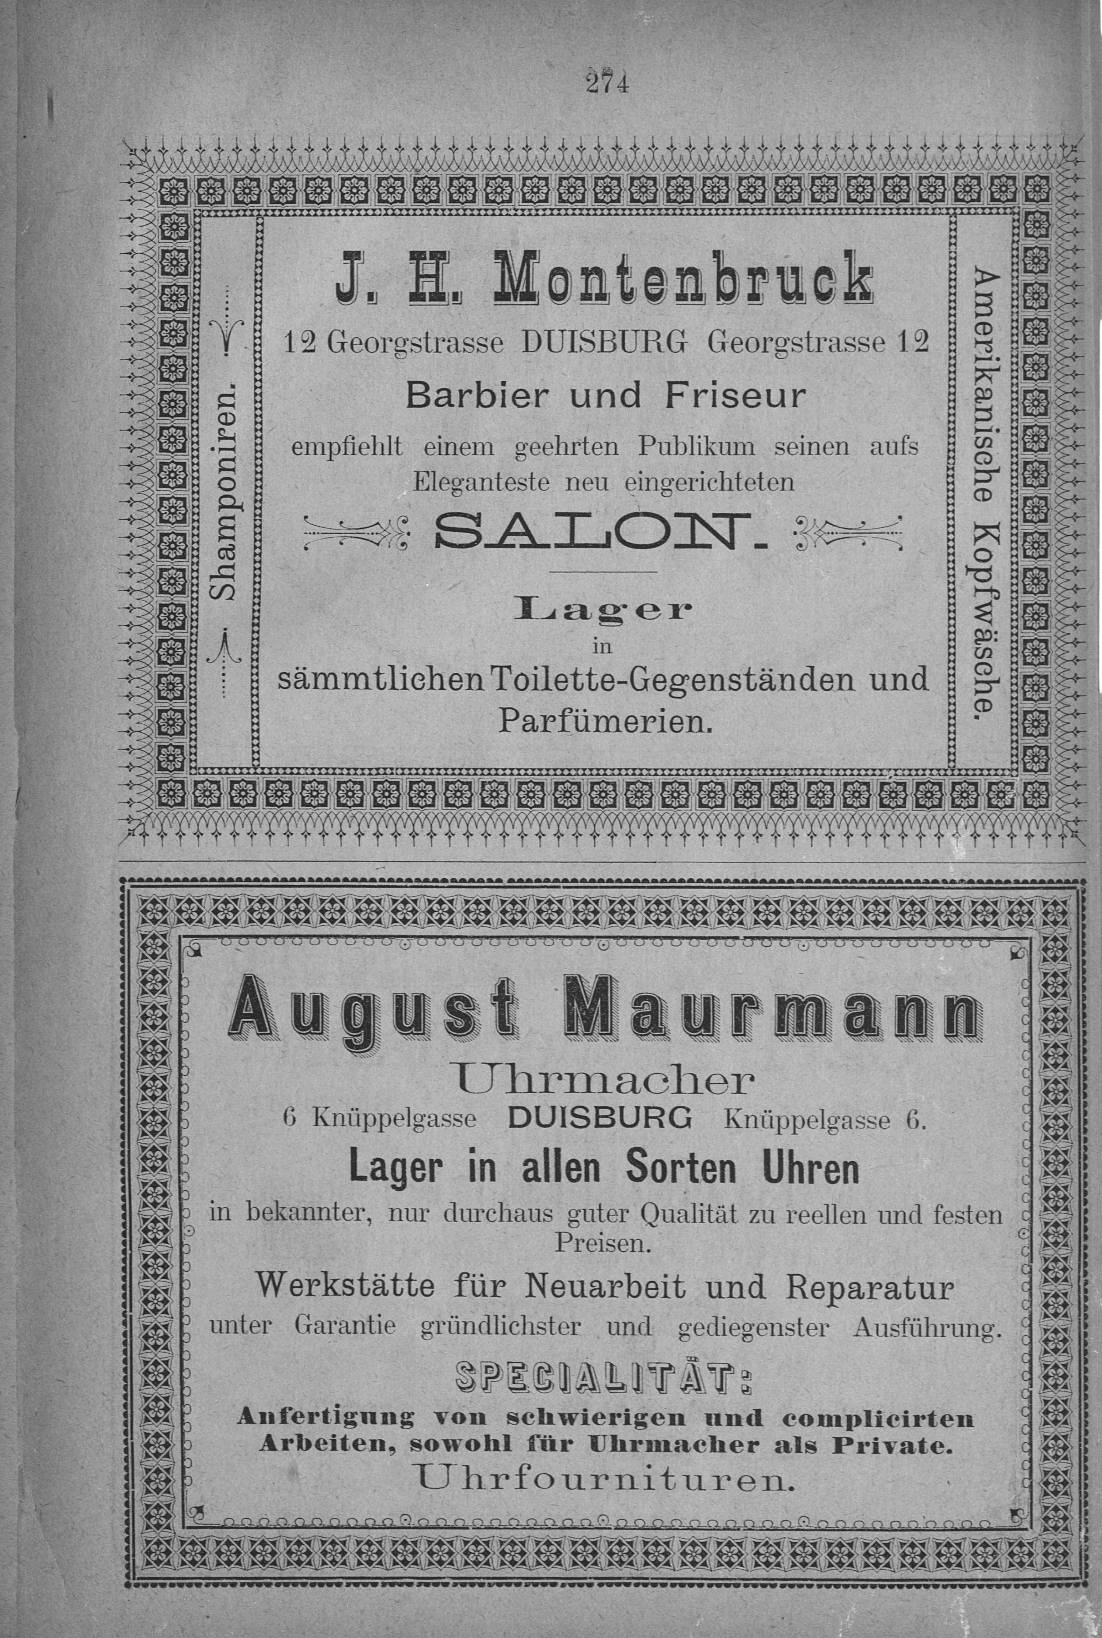 274
J. H. Montenbruck
12 Georgstrasse DUISBURG Georgstrasse 12
Barbier und Friseur
empfiehlt einem geehrten Publikum seinen aufs
Eleganteste neu eingerichteten
SALON.
Lager
in
sämmtlichen Toilette-Gegenständen und
Parfümerien.
Shamponiren.
Amerikanische Kopfwäsche.
August Maurmann
Uhrmacher
6 Knüppelgasse DUISBURG Knüppelgasse 6.
Lager in allen Sorten Uhren
in bekannter, nur durchaus guter Qualität zu reellen und festen
Preisen.
Werkstätte für Neuarbeit und Reparatur
unter Garantie gründlichster und gediegenster Ausführung.
SPECIALITÄT:
Anfertigung von schwierigen und complicirten
Arbeiten, sowohl für Uhrmacher als Private.
Uhrfournituren.